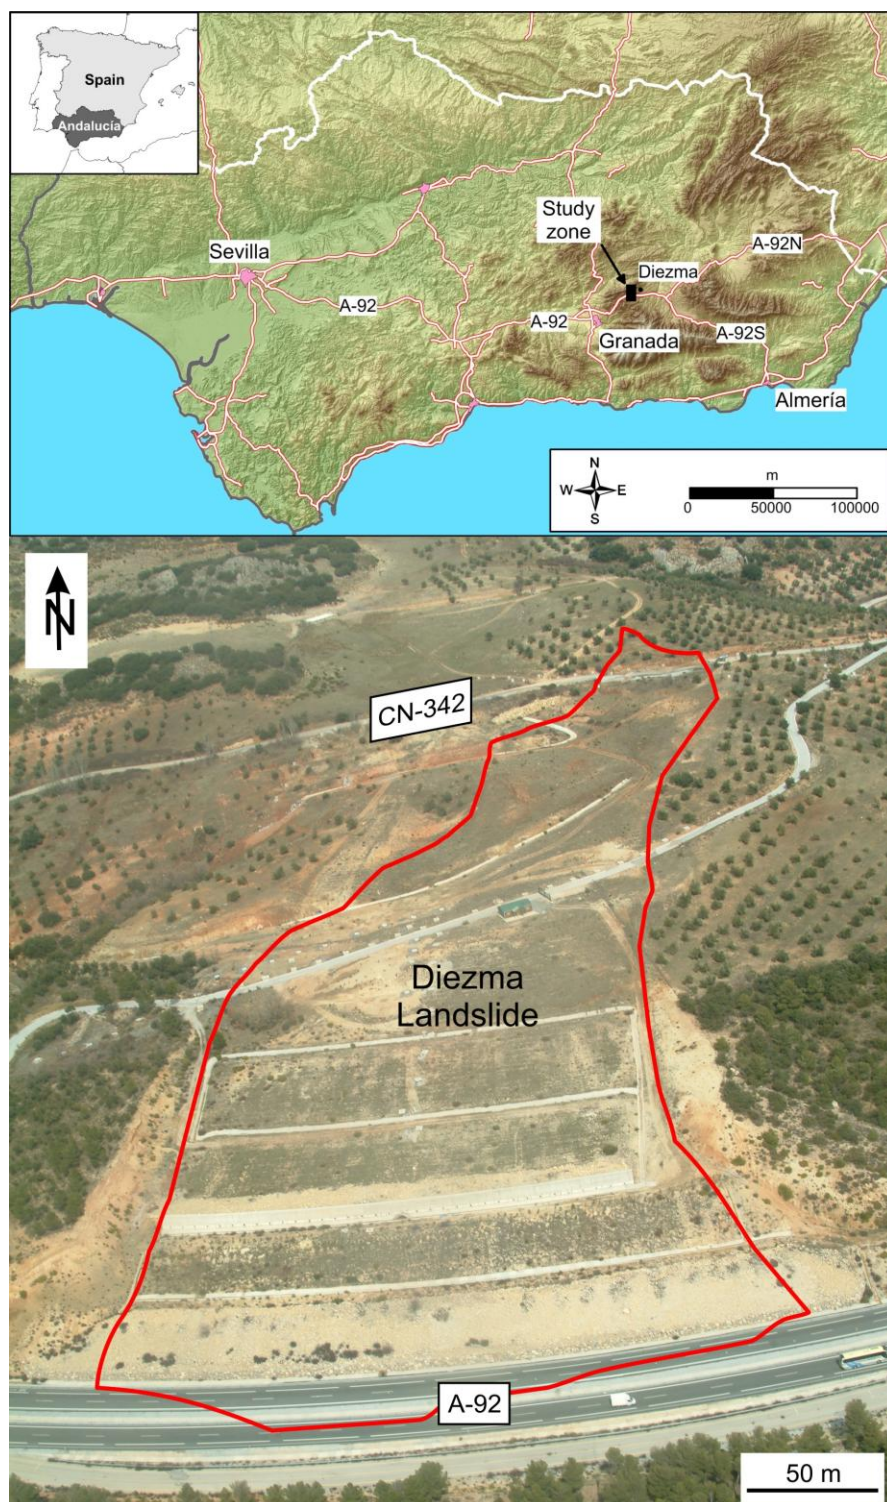 Spain
Andalucía
Study
zone
Sevilla
Diezma
A-92N
A-92
A-92
Granada
A-92S
Almería
N
W
E
S
m
0
50000
100000
N
CN-342
Diezma
Landslide
A-92
50 m